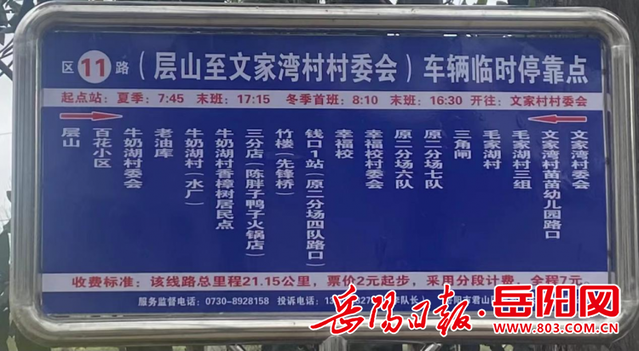 区11路（层山至文家湾村村委会）车辆临时停靠点
起点站：夏季：7:45 末班：17:15 冬季首班：8:10 末班：16:30 开往：文家村村委会
层山
百花小区
牛奶湖村委会
老油库
牛奶湖村（水厂）
牛奶湖村香樟树居民点
三分店（陈胖子鸭子火锅店）
竹楼（先锋桥）
钱口1站（原二分场四队路口）
幸福校
幸福校村委会
原二分场六队
原二分场七队
三角闸
毛家湖村
毛家湖村三组
文家湾村苗苗幼儿园路口
文家湾村委会
收费标准：该线路总里程21.15公里，票价2元起步，采用分段计费，全程7元
服务监督电话：0730-8928158 投诉电话：
岳阳日报·岳阳网
www.803.com.cn